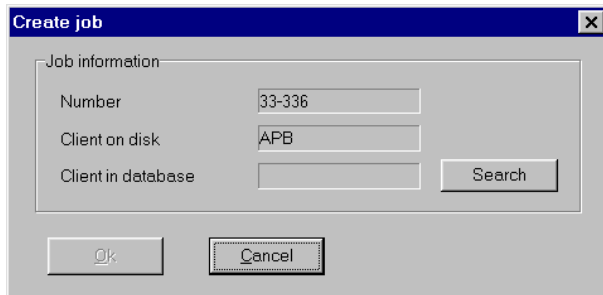 Create job
Job information
Number 33-336
Client on disk APB
Client in database Search
Ok Cancel